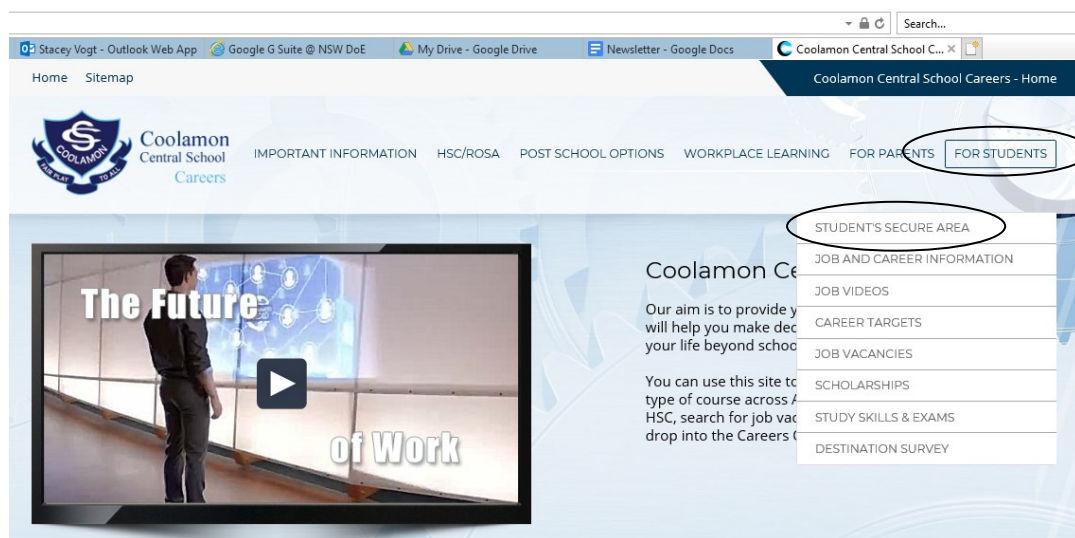 Search...
Stacey Vogt - Outlook Web App
Google G Suite @ NSW DoE
My Drive - Google Drive
Newsletter - Google Docs
Coolamon Central School C...
Home Sitemap
Coolamon Central School Careers - Home
CS
COOLAMON
FAIR PLAY TO ALL
Coolamon
Central School
Careers
IMPORTANT INFORMATION
HSC/ROSA
POST SCHOOL OPTIONS
WORKPLACE LEARNING
FOR PARENTS
FOR STUDENTS
STUDENT'S SECURE AREA
JOB AND CAREER INFORMATION
JOB VIDEOS
CAREER TARGETS
JOB VACANCIES
SCHOLARSHIPS
STUDY SKILLS & EXAMS
DESTINATION SURVEY
The Future
of Work
Coolamon Ce
Our aim is to provide y
will help you make dec
your life beyond schoo
You can use this site to
type of course across A
HSC, search for job vac
drop into the Careers